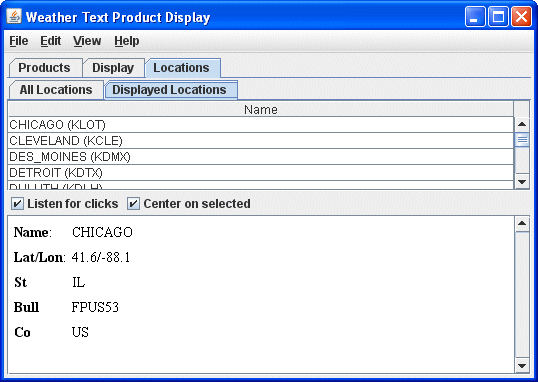 Weather Text Product Display
File Edit View Help
Products Display Locations
All Locations Displayed Locations
Name
CHICAGO (KLOT)
CLEVELAND (KCLE)
DES_MOINES (KDMX)
DETROIT (KDTX)
DULUTH (KDLH)
Listen for clicks Center on selected
Name: CHICAGO
Lat/Lon: 41.6/-88.1
St IL
Bull FPUS53
Co US